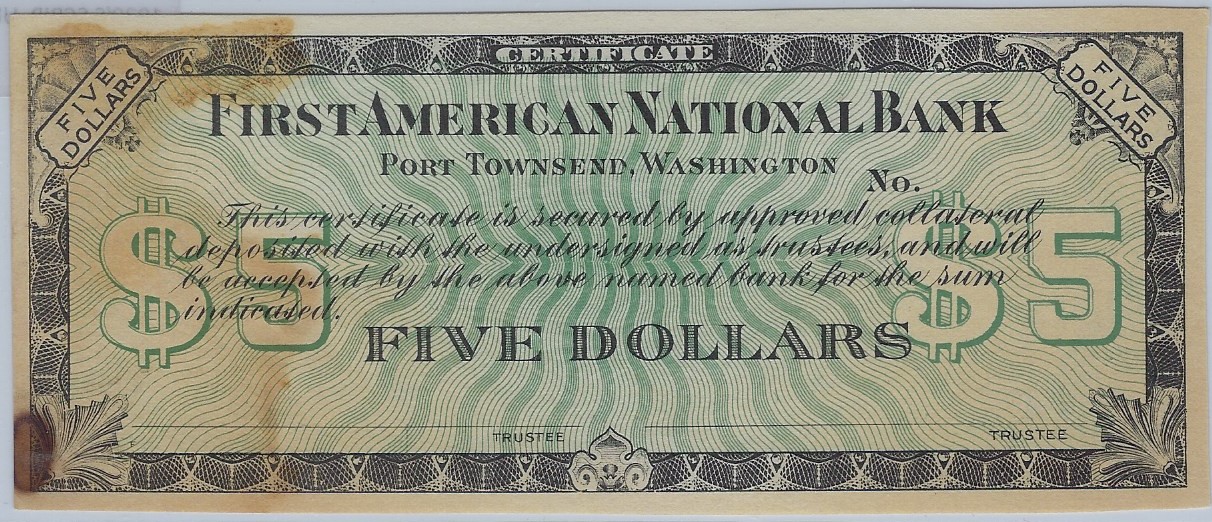 CERTIFICATE
FIVE DOLLARS
FIVE DOLLARS
FIRST AMERICAN NATIONAL BANK
PORT TOWNSEND, WASHINGTON
No.
This certificate is secured by approved collateral
deposited with the undersigned as trustees, and will
be accepted by the above named bank for the sum
indicated.
$5
$5
FIVE DOLLARS
TRUSTEE
TRUSTEE